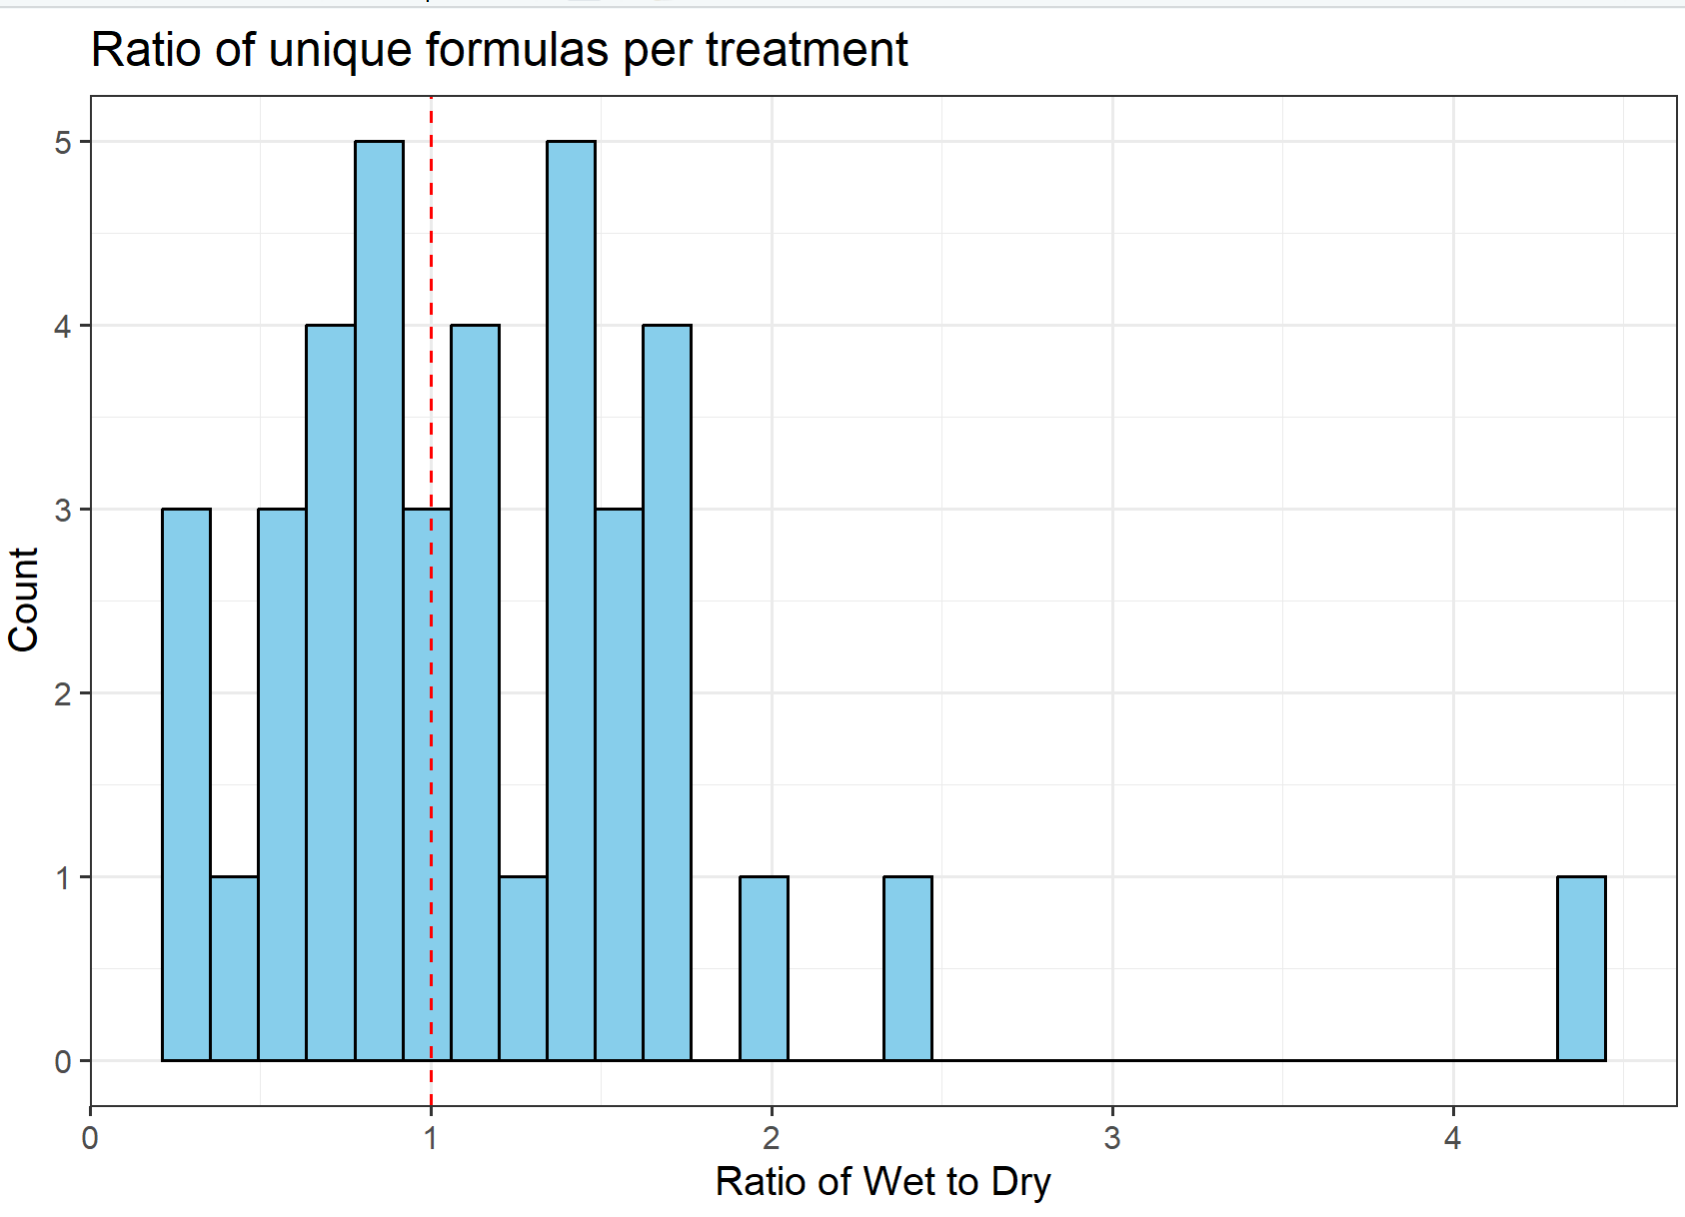 Ratio of unique formulas per treatment
5
4
3
2
1
0
Count
0 1 2 3 4
Ratio of Wet to Dry